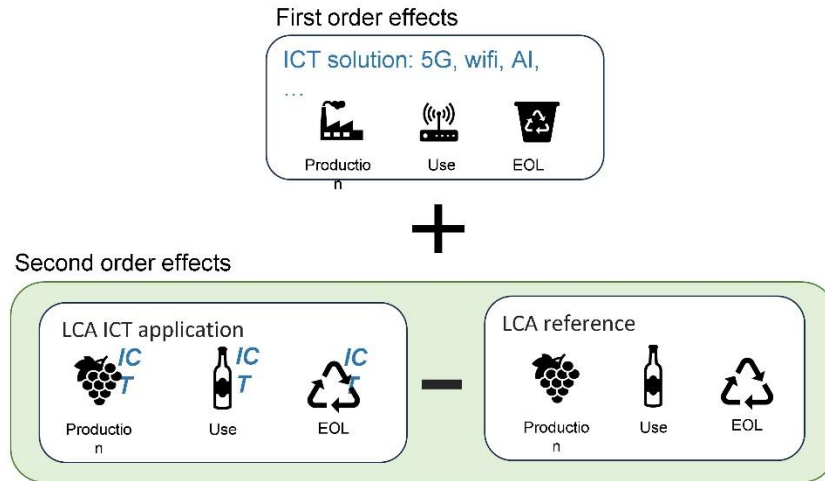 First order effects
ICT solution: 5G, wifi, AI,
...
Productio
n
Use
EOL
Second order effects
LCA ICT application
IC
T
IC
T
IC
T
Productio
n
Use
EOL
LCA reference
Productio
n
Use
EOL